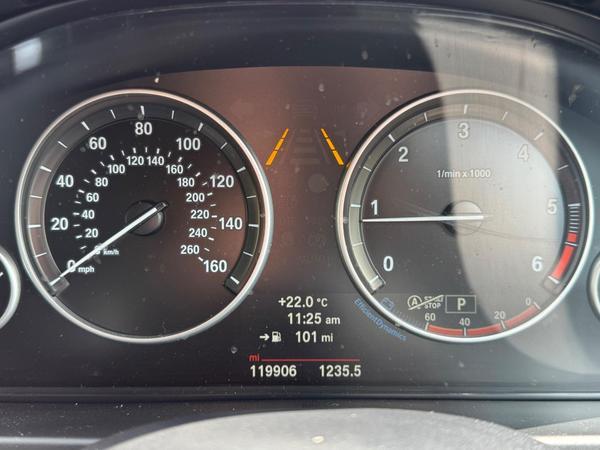 0 20 40 60 80 100 120 140 160
20 40 60 80 100 120 140 160 180 200 220 240 260
km/h
mph
0 1 2 3 4 5 6
1/min x 1000
+22.0 °C
11:25 am
101 mi
mi
119906 1235.5
A
STOP
P
60 40 20 0
EfficientDynamics